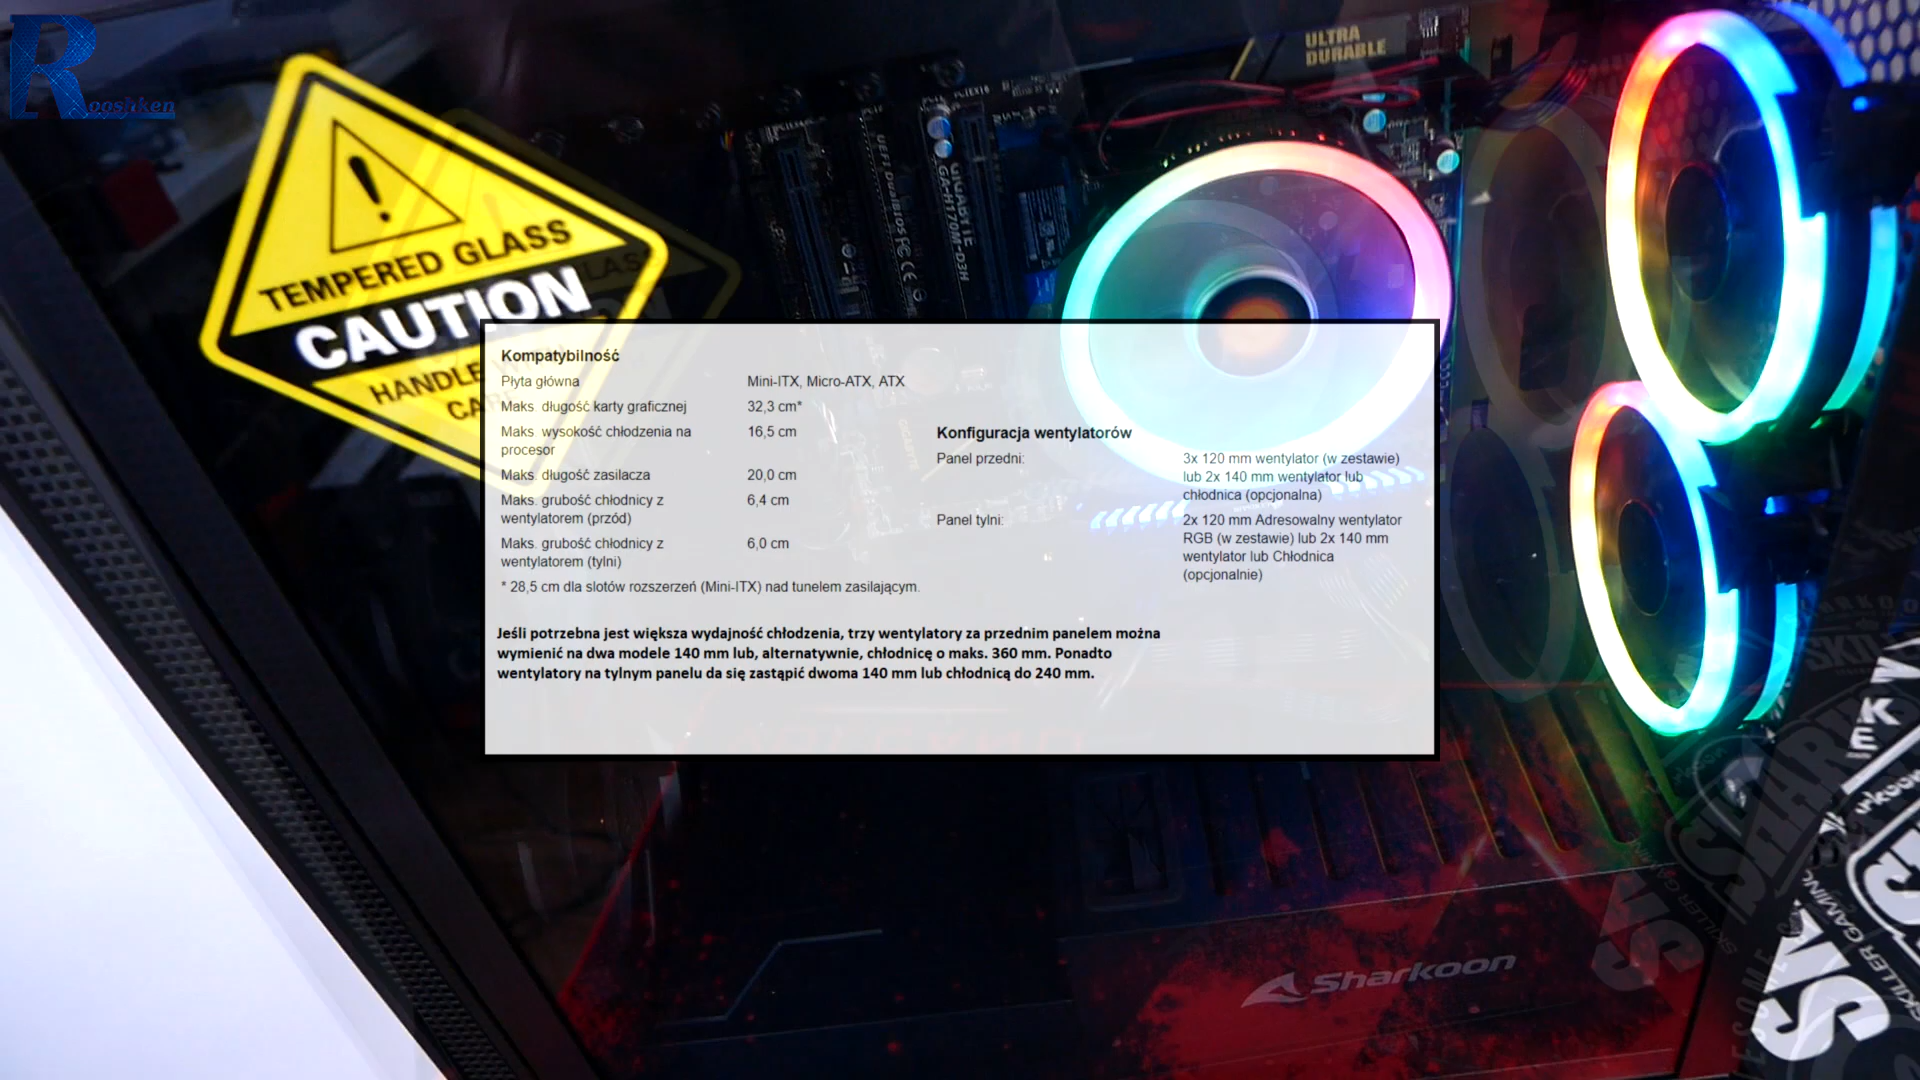 Rooshken
ULTRA
DURABLE
PCIEX16
UEFI DualBIOS
GIGABYTE
GA-H170M-D3H
TEMPERED GLASS
CAUTION
HANDLE
Kompatybilność
Płyta główna Mini-ITX, Micro-ATX, ATX
Maks. długość karty graficznej 32,3 cm*
Maks. wysokość chłodzenia na 16,5 cm
procesor
Maks. długość zasilacza 20,0 cm
Maks. grubość chłodnicy z 6,4 cm
wentylatorem (przód)
Maks. grubość chłodnicy z 6,0 cm
wentylatorem (tylni)
* 28,5 cm dla slotów rozszerzeń (Mini-ITX) nad tunelem zasilającym.
Konfiguracja wentylatorów
Panel przedni: 3x 120 mm wentylator (w zestawie)
lub 2x 140 mm wentylator lub
chłodnica (opcjonalna)
Panel tylni: 2x 120 mm Adresowalny wentylator
RGB (w zestawie) lub 2x 140 mm
wentylator lub Chłodnica
(opcjonalnie)
Jeśli potrzebna jest większa wydajność chłodzenia, trzy wentylatory za przednim panelem można
wymienić na dwa modele 140 mm lub, alternatywnie, chłodnicę o maks. 360 mm. Ponadto
wentylatory na tylnym panelu da się zastąpić dwoma 140 mm lub chłodnicą do 240 mm.
Sharkoon
SHARK
SKILLER GAMING